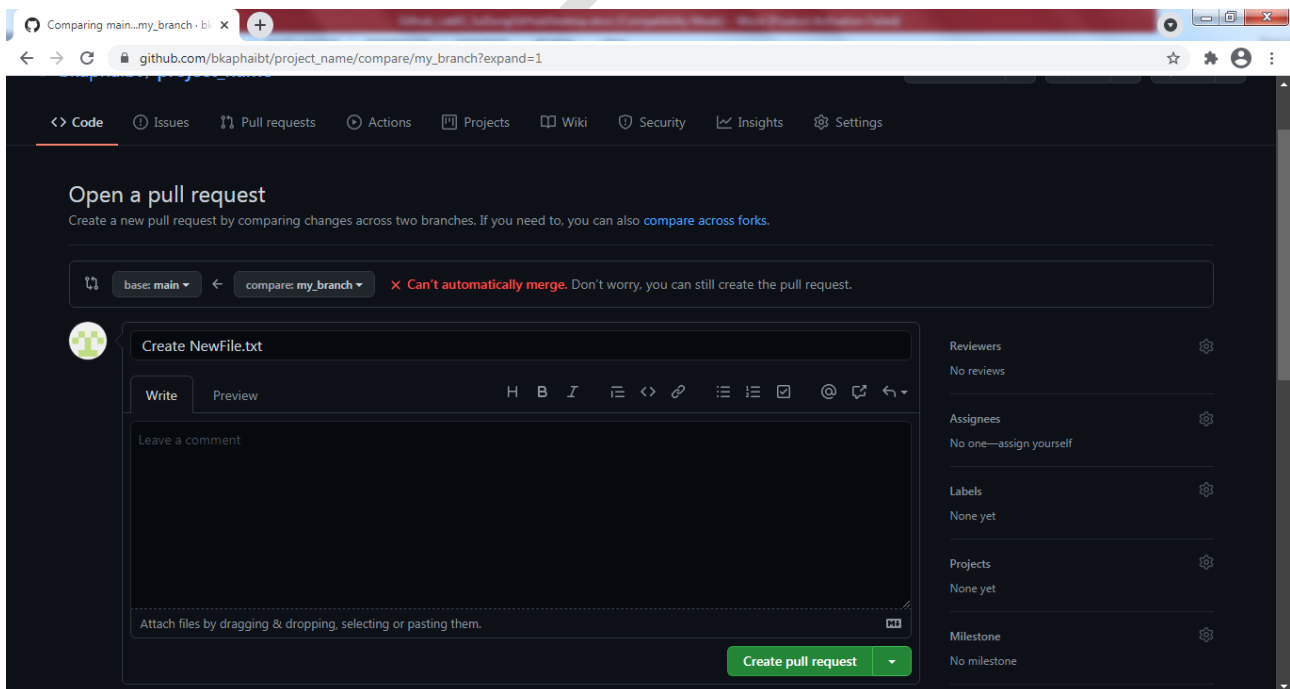 Comparing main...my_branch · bk
github.com/bkaphaibt/project_name/compare/my_branch?expand=1
Code Issues Pull requests Actions Projects Wiki Security Insights Settings
Open a pull request
Create a new pull request by comparing changes across two branches. If you need to, you can also compare across forks.
base: main compare: my_branch Can't automatically merge. Don't worry, you can still create the pull request.
Create NewFile.txt
Write Preview
Leave a comment
Attach files by dragging & dropping, selecting or pasting them.
Create pull request
Reviewers
No reviews
Assignees
No one—assign yourself
Labels
None yet
Projects
None yet
Milestone
No milestone